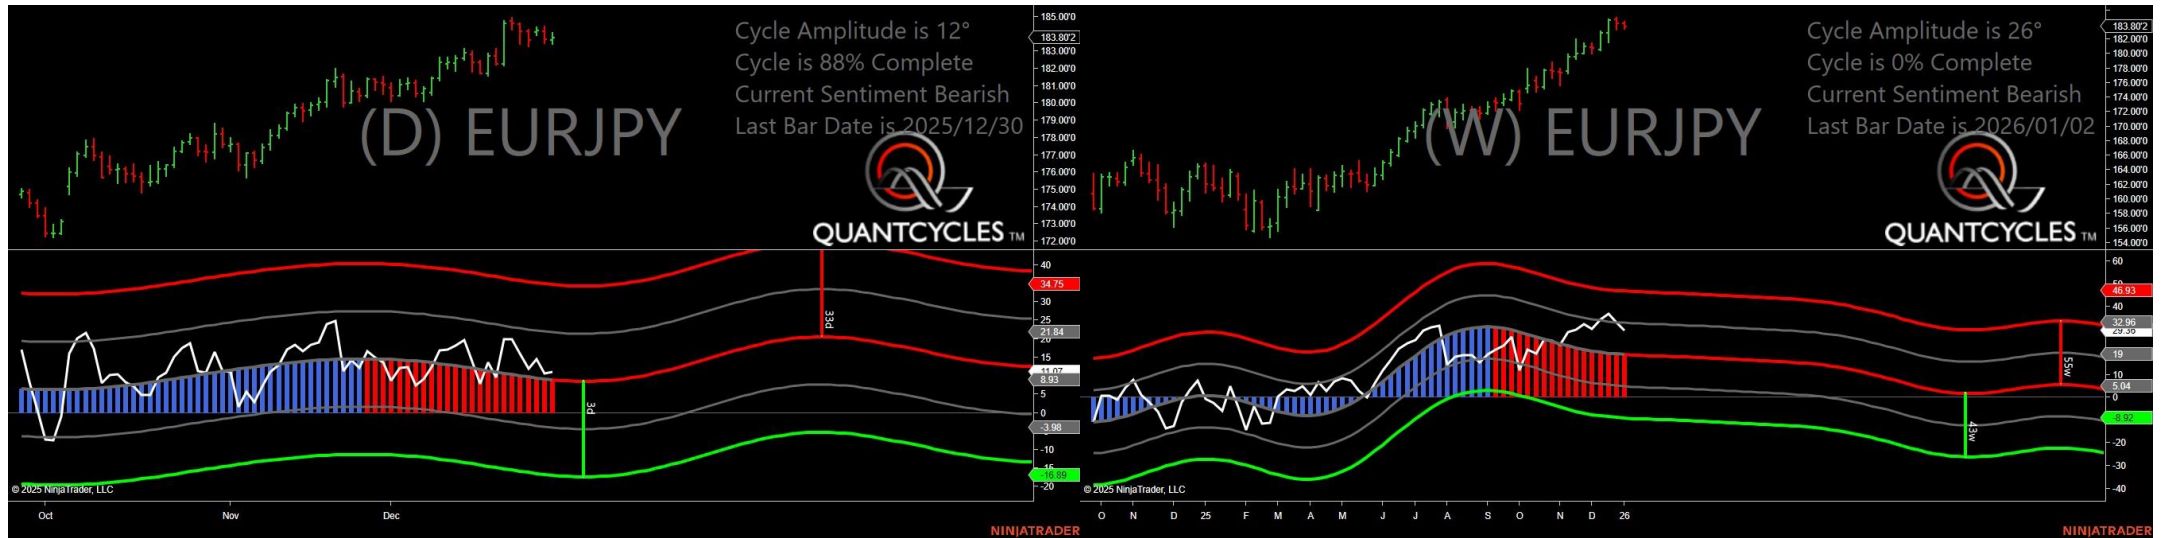 Cycle Amplitude is 12°
Cycle is 88% Complete
Current Sentiment Bearish
Last Bar Date is 2025/12/30
(D) EURJPY
QUANTCYCLES TM
185.00'0
183.80'2
183.00'0
182.00'0
181.00'0
180.00'0
179.00'0
178.00'0
177.00'0
176.00'0
175.00'0
174.00'0
173.00'0
172.00'0
40
34.75
30
25
21.84
20
15
11.07
8.93
5
0
-3.98
-10
-15
-16.89
-20
33d
3d
© 2025 NinjaTrader, LLC
Oct
Nov
Dec
NINJATRADER
Cycle Amplitude is 26°
Cycle is 0% Complete
Current Sentiment Bearish
Last Bar Date is 2026/01/02
(W) EURJPY
QUANTCYCLES TM
183.80'2
182.00'0
180.00'0
178.00'0
176.00'0
174.00'0
172.00'0
170.00'0
168.00'0
166.00'0
164.00'0
162.00'0
160.00'0
158.00'0
156.00'0
154.00'0
60
46.93
40
32.96
29.36
19
10
5.04
0
-8.92
-20
-30
-40
55w
43w
© 2025 NinjaTrader, LLC
O
N
D
25
F
M
A
M
J
J
A
S
O
N
D
26
NINJATRADER